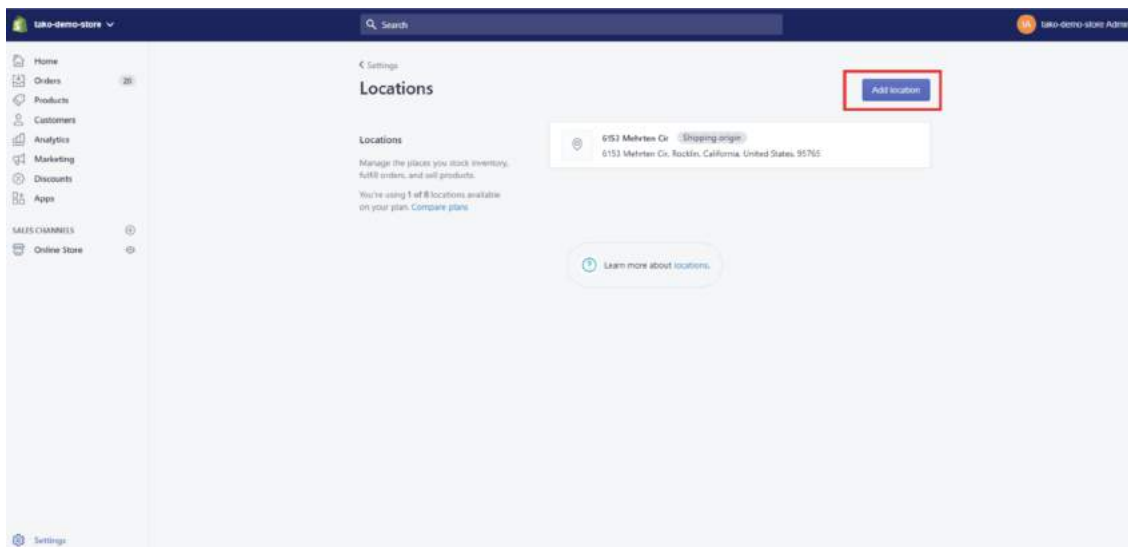 tako-demo-store
Search
tako-demo-store Admi
Home
Orders 20
Products
Customers
Analytics
Marketing
Discounts
Apps
SALES CHANNELS
Online Store
Settings
Settings
Locations
Add location
Locations
Manage the places you stock inventory,
fulfill orders, and sell products.
You're using 1 of 8 locations available
on your plan. Compare plans
6153 Mehrten Cir Shipping origin
6153 Mehrten Cir, Rocklin, California, United States, 95765
Learn more about locations.